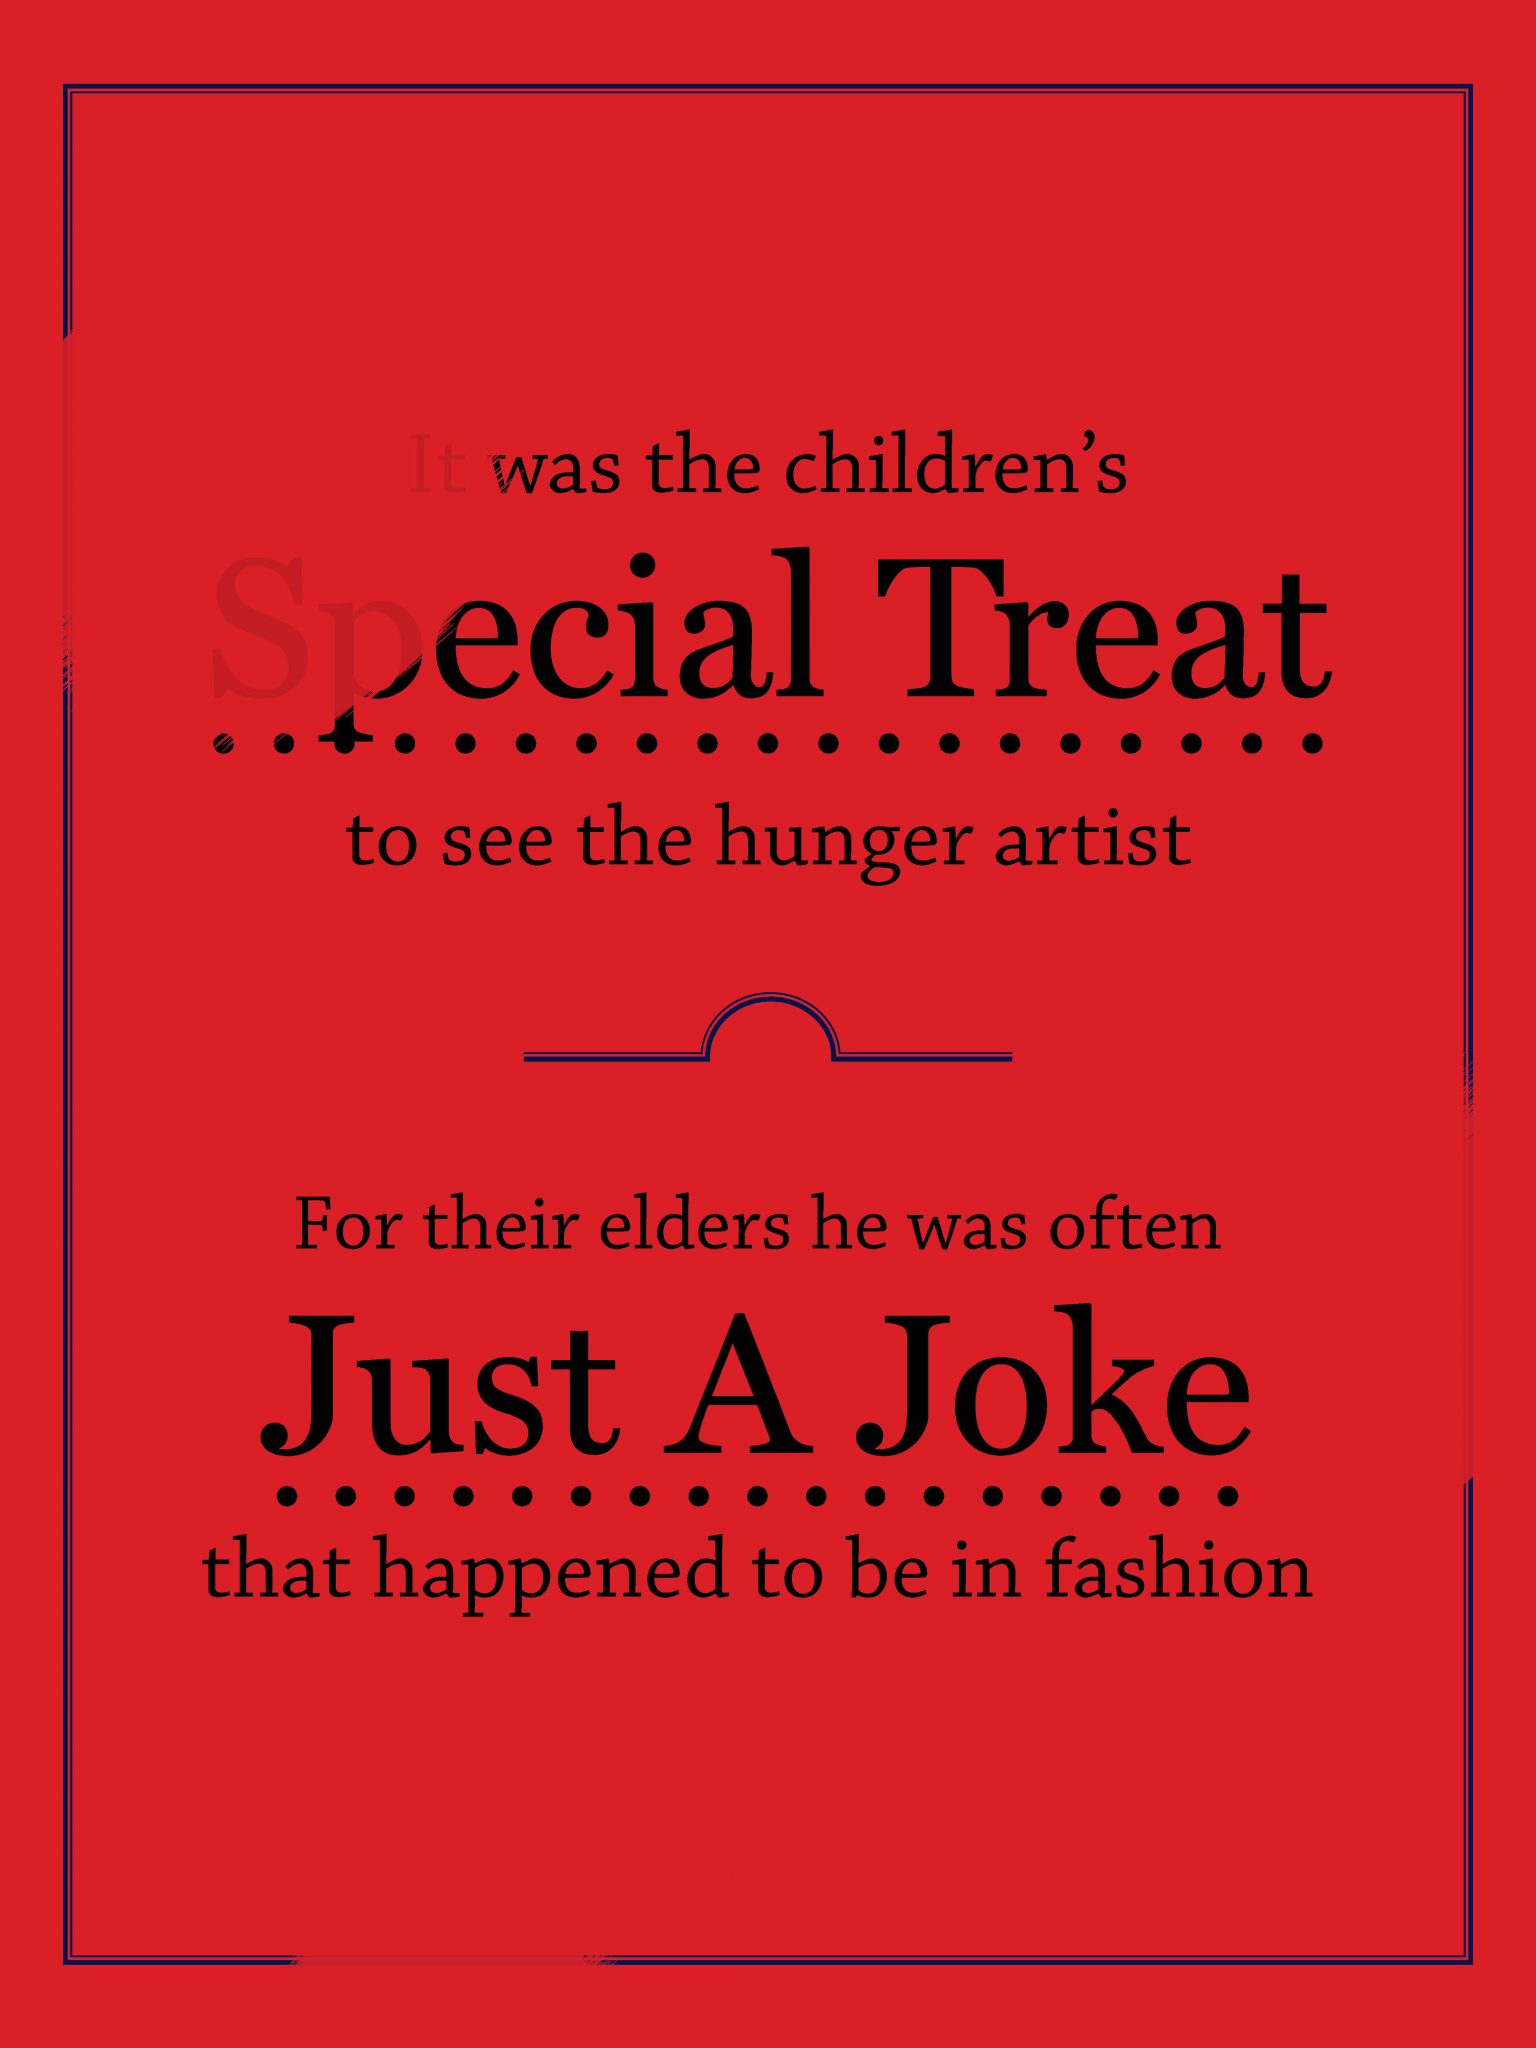 It was the children’s
Special Treat
to see the hunger artist
For their elders he was often
Just A Joke
that happened to be in fashion